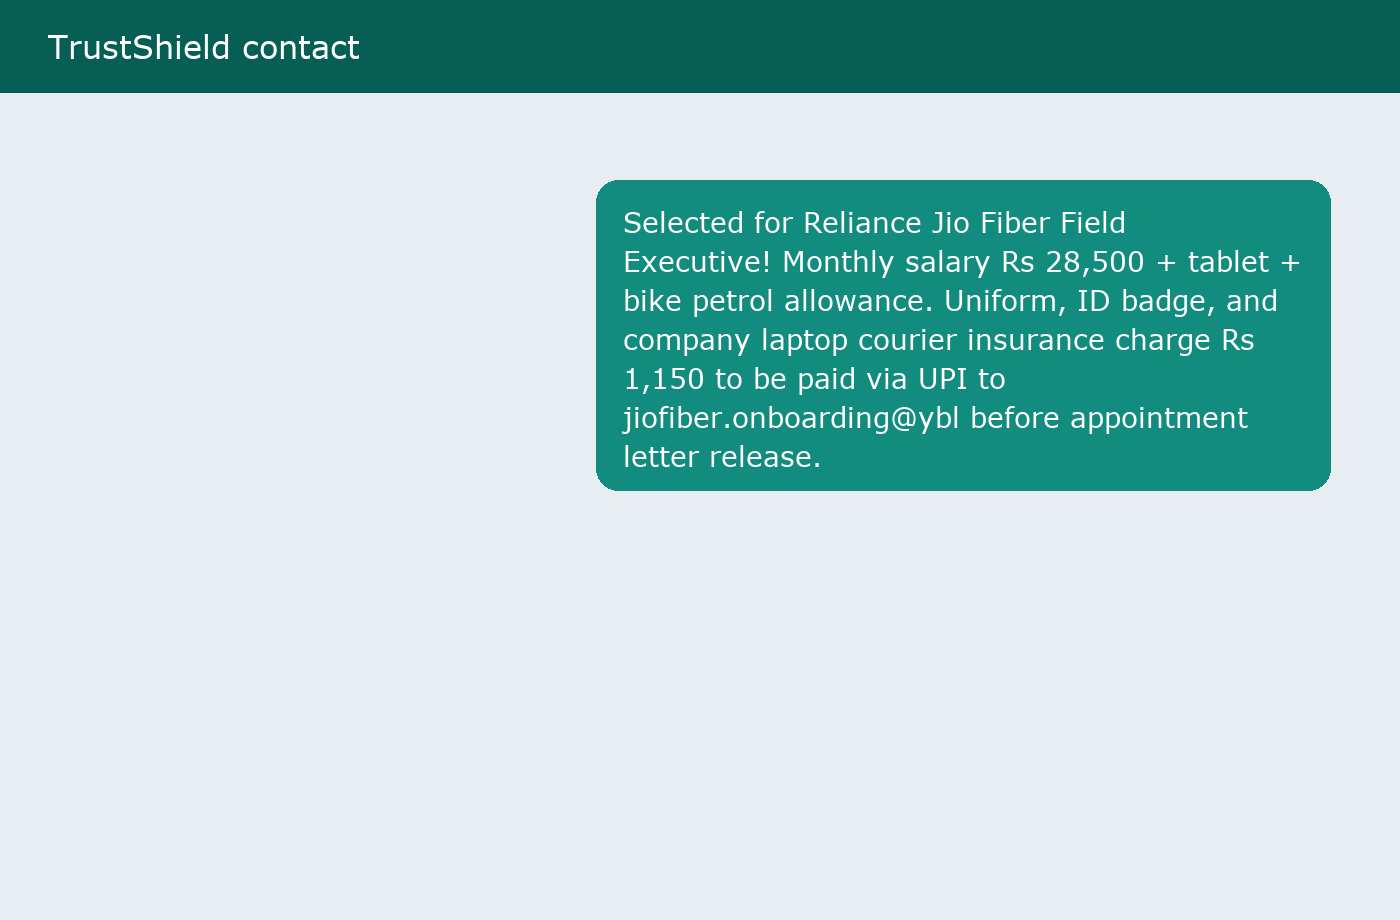 TrustShield contact
Selected for Reliance Jio Fiber Field
Executive! Monthly salary Rs 28,500 + tablet +
bike petrol allowance. Uniform, ID badge, and
company laptop courier insurance charge Rs
1,150 to be paid via UPI to
jiofiber.onboarding@ybl before appointment
letter release.